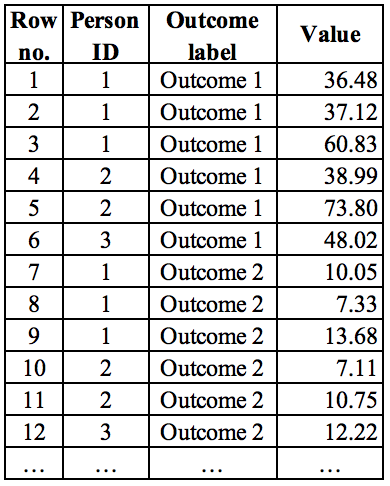 Row no. Person ID Outcome label Value
1 1 Outcome 1 36.48
2 1 Outcome 1 37.12
3 1 Outcome 1 60.83
4 2 Outcome 1 38.99
5 2 Outcome 1 73.80
6 3 Outcome 1 48.02
7 1 Outcome 2 10.05
8 1 Outcome 2 7.33
9 1 Outcome 2 13.68
10 2 Outcome 2 7.11
11 2 Outcome 2 10.75
12 3 Outcome 2 12.22
… … … …